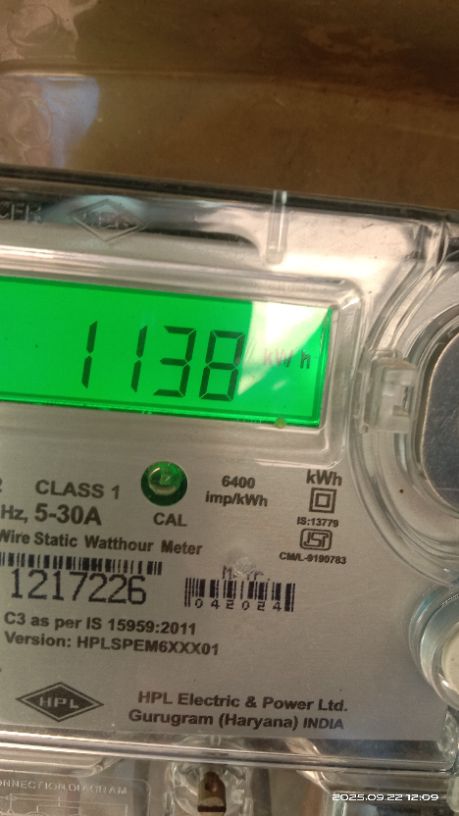 1138 kWh
CLASS 1
6400
imp/kWh
kWh
Hz, 5-30A
CAL
IS:13779
CM/L-9190783
Wire Static Watthour Meter
1217226
042024
C3 as per IS 15959:2011
Version: HPLSPEM6XXX01
HPL
HPL Electric & Power Ltd.
Gurugram (Haryana) INDIA
CONNECTION DIAGRAM
2025.09.22 12:09